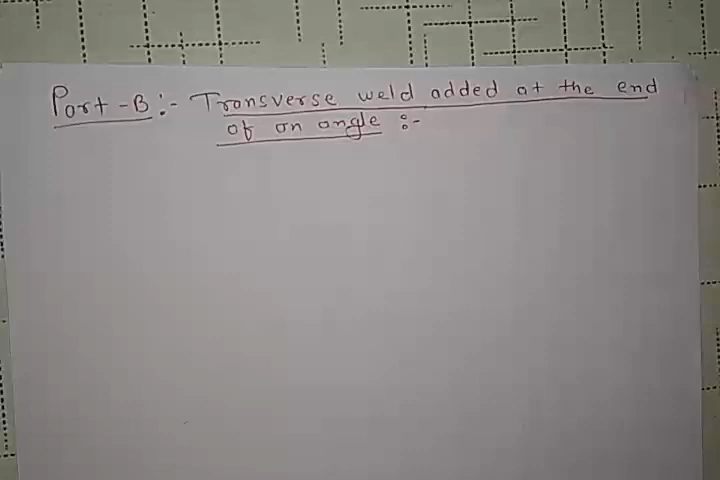 Part-B:- Transverse weld added at the end
of an angle :-